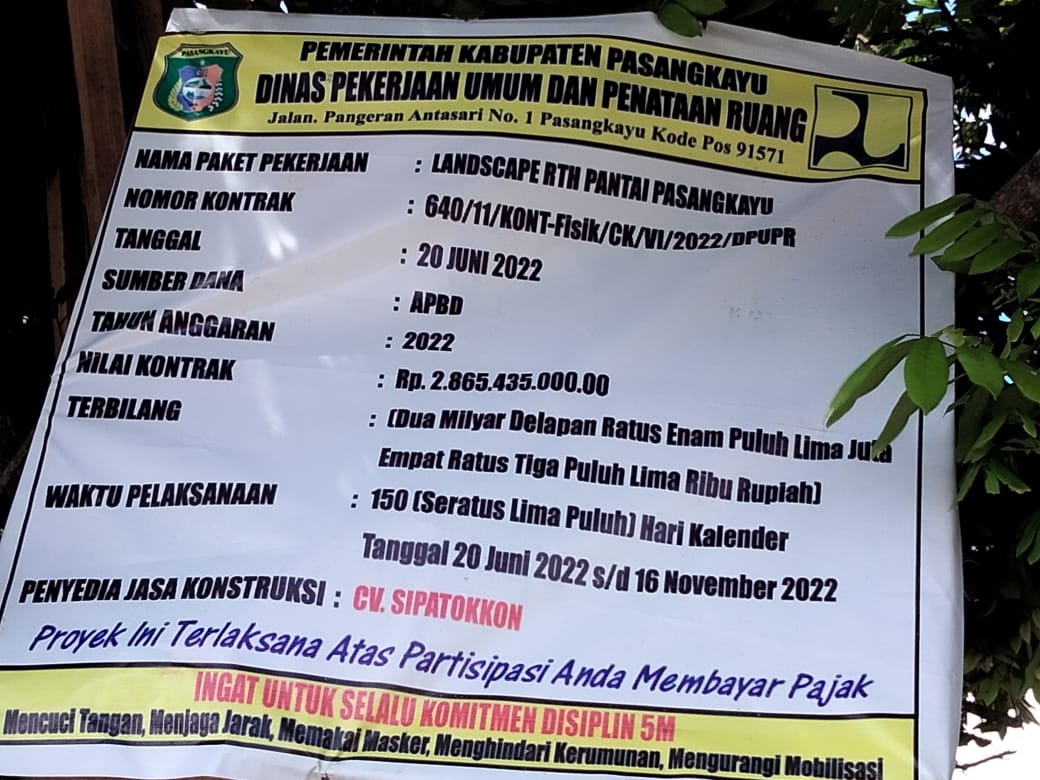 PASANGKAYU
PEMERINTAH KABUPATEN PASANGKAYU
DINAS PEKERJAAN UMUM DAN PENATAAN RUANG
Jalan. Pangeran Antasari No. 1 Pasangkayu Kode Pos 91571
NAMA PAKET PEKERJAAN : LANDSCAPE RTH PANTAI PASANGKAYU
NOMOR KONTRAK : 640/11/KONT-Fisik/CK/VI/2022/DPUPR
TANGGAL : 20 JUNI 2022
SUMBER DANA : APBD
TAHUN ANGGARAN : 2022
NILAI KONTRAK : Rp. 2.865.435.000.00
TERBILANG : (Dua Milyar Delapan Ratus Enam Puluh Lima Juta
Empat Ratus Tiga Puluh Lima Ribu Rupiah)
WAKTU PELAKSANAAN : 150 (Seratus Lima Puluh) Hari Kalender
Tanggal 20 Juni 2022 s/d 16 November 2022
PENYEDIA JASA KONSTRUKSI : CV. SIPATOKKON
Proyek Ini Terlaksana Atas Partisipasi Anda Membayar Pajak
INGAT UNTUK SELALU KOMITMEN DISIPLIN 5M
Mencuci Tangan, Menjaga Jarak, Memakai Masker, Menghindari Kerumunan, Mengurangi Mobilisasi